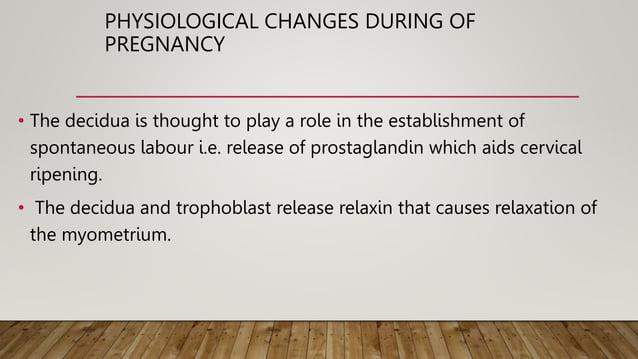 PHYSIOLOGICAL CHANGES DURING OF
PREGNANCY
• The decidua is thought to play a role in the establishment of
spontaneous labour i.e. release of prostaglandin which aids cervical
ripening.
• The decidua and trophoblast release relaxin that causes relaxation of
the myometrium.